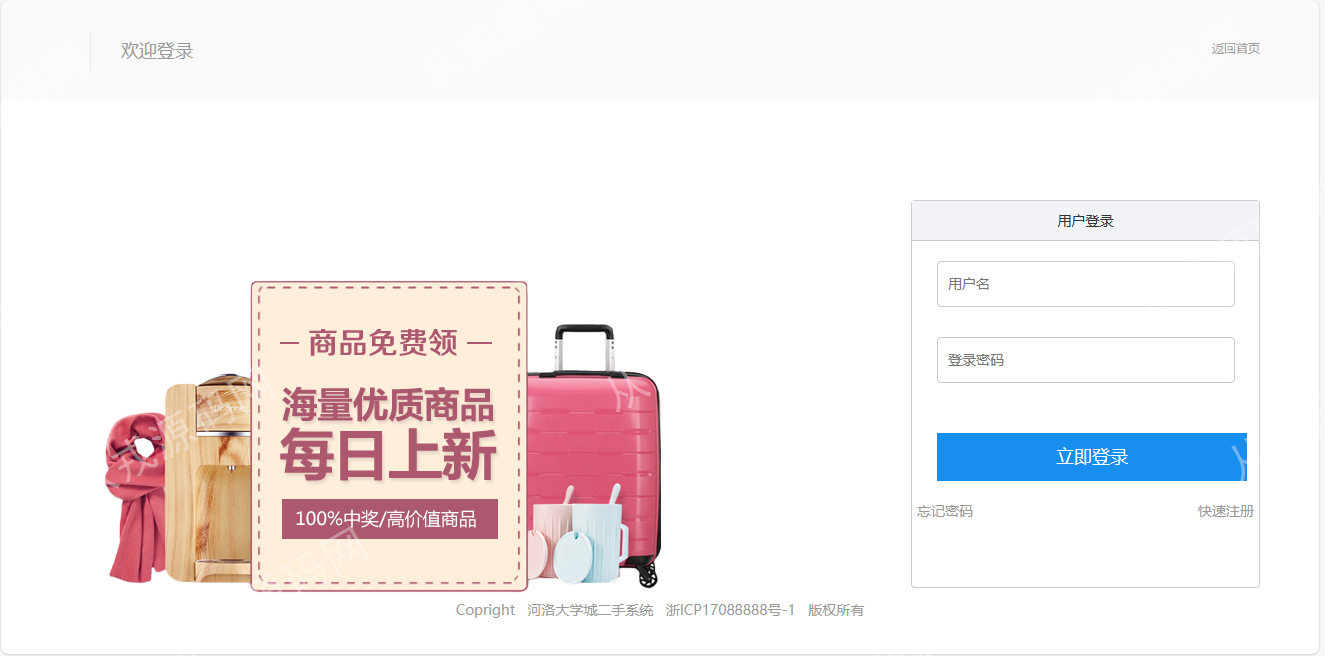 欢迎登录
返回首页
用户登录
用户名
登录密码
立即登录
忘记密码
快速注册
商品免费领
海量优质商品
每日上新
100%中奖/高价值商品
Copright 河洛大学城二手系统 浙ICP17088888号-1 版权所有